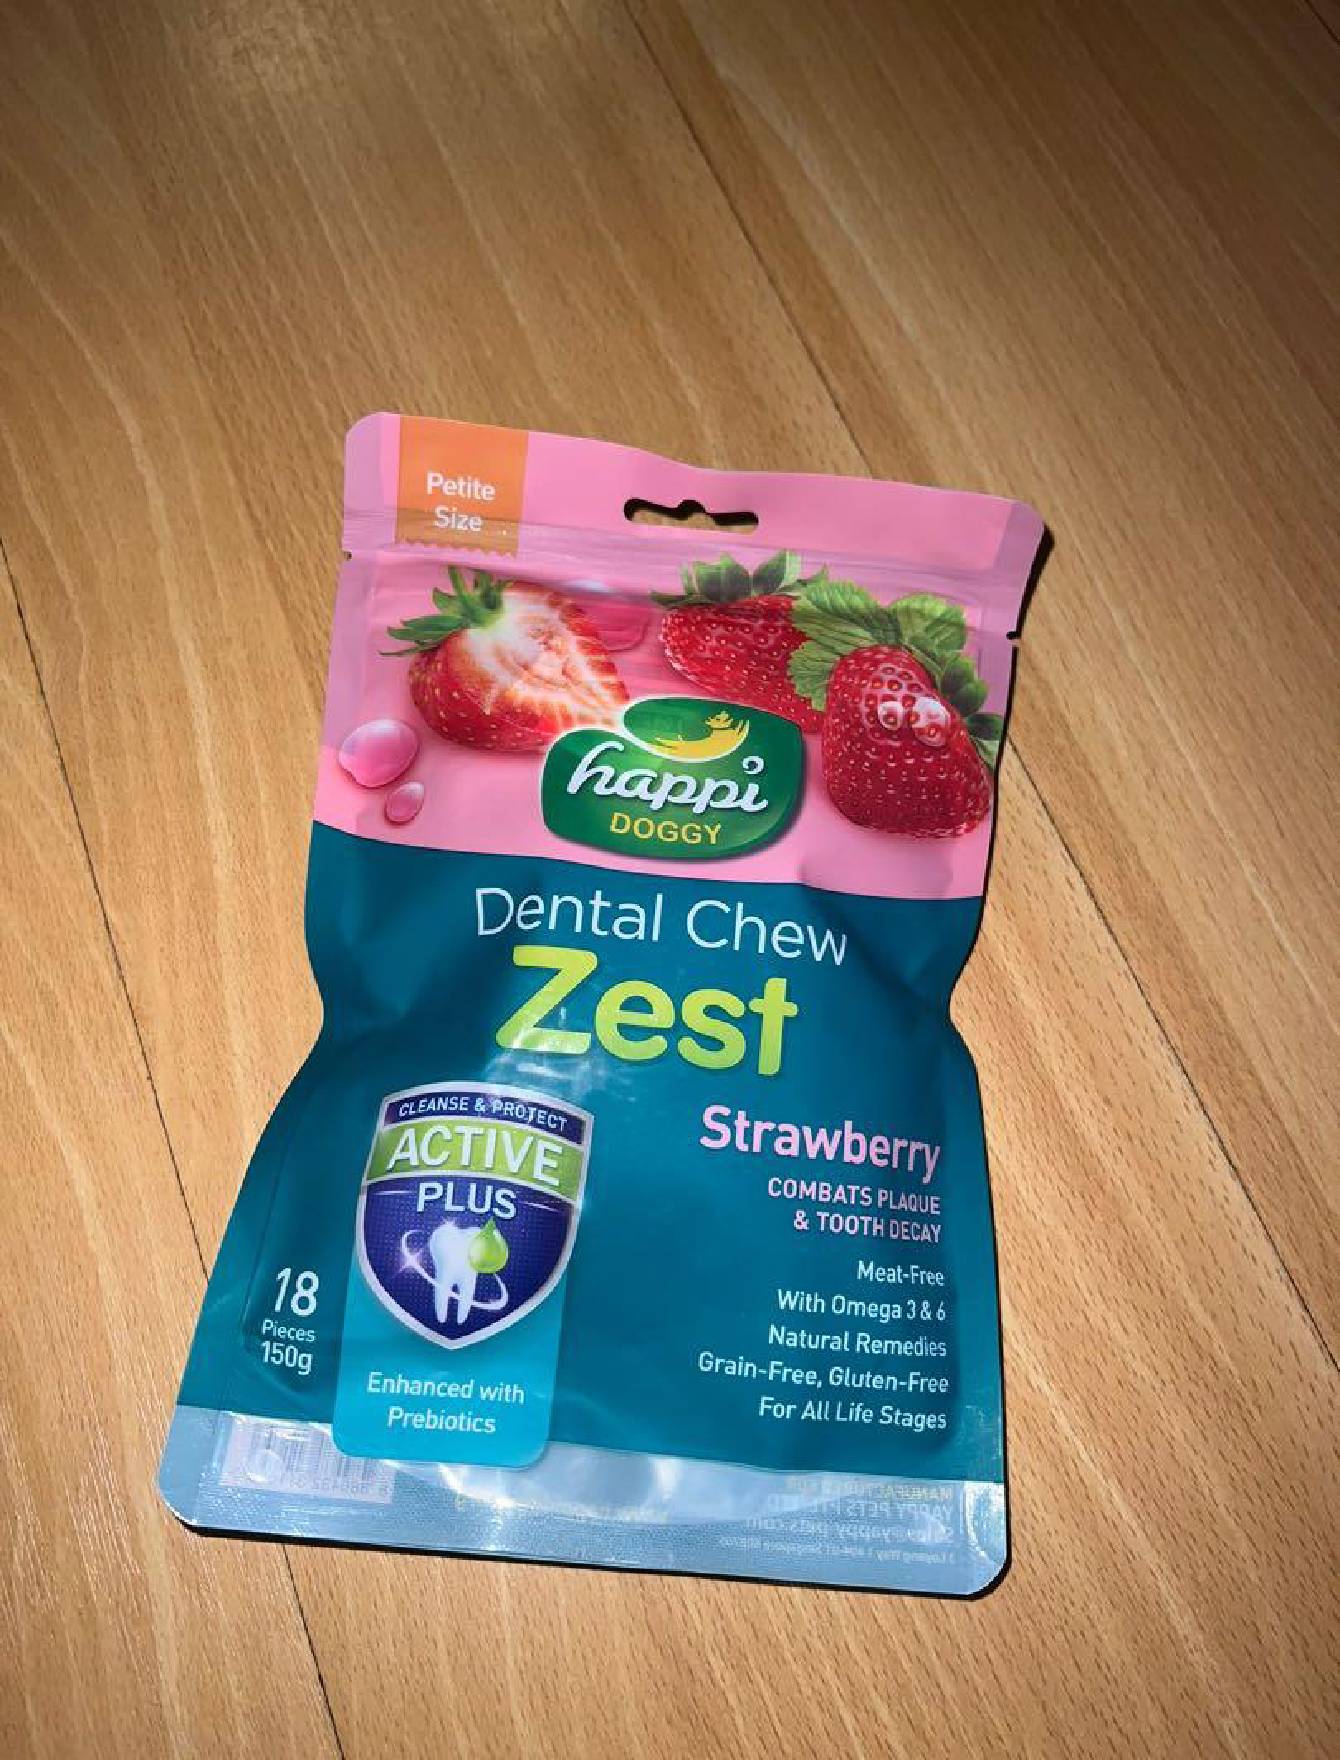 Petite
Size
happi
DOGGY
Dental Chew
Zest
CLEANSE & PROTECT
ACTIVE
PLUS
Strawberry
COMBATS PLAQUE
& TOOTH DECAY
Meat-Free
With Omega 3 & 6
Natural Remedies
Grain-Free, Gluten-Free
For All Life Stages
18
Pieces
150g
Enhanced with
Prebiotics